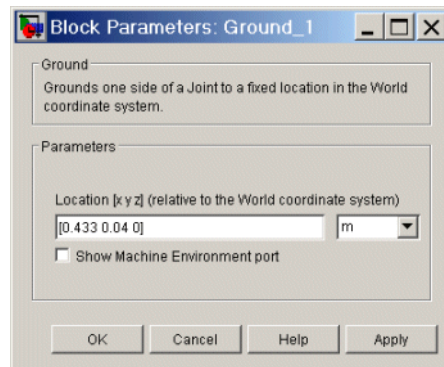 Block Parameters: Ground_1
Ground
Grounds one side of a Joint to a fixed location in the World
coordinate system.
Parameters
Location [x y z] (relative to the World coordinate system)
[0.433 0.04 0] m
Show Machine Environment port
OK Cancel Help Apply